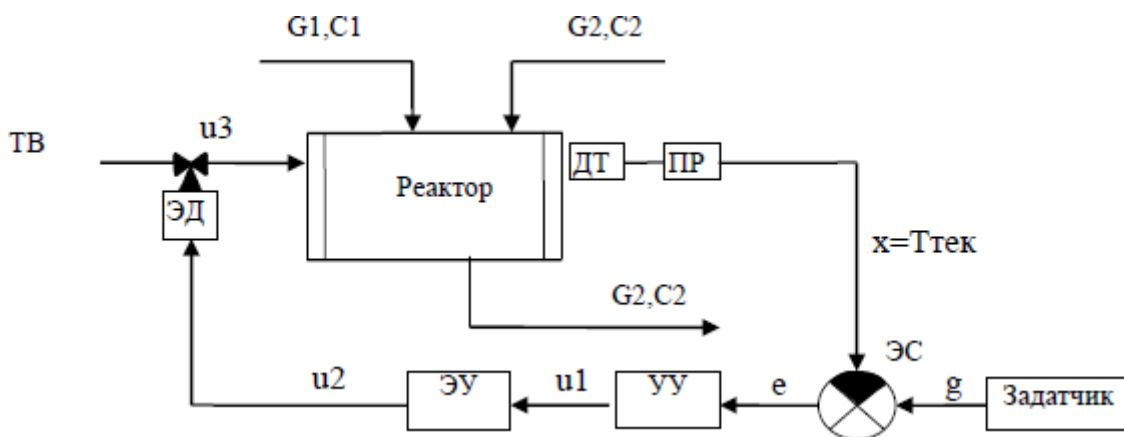 G1,C1
G2,C2
ТВ
u3
ДТ
ПР
Реактор
ЭД
x=Tтек
G2,C2
ЭС
u2
ЭУ
u1
УУ
e
g
Задатчик